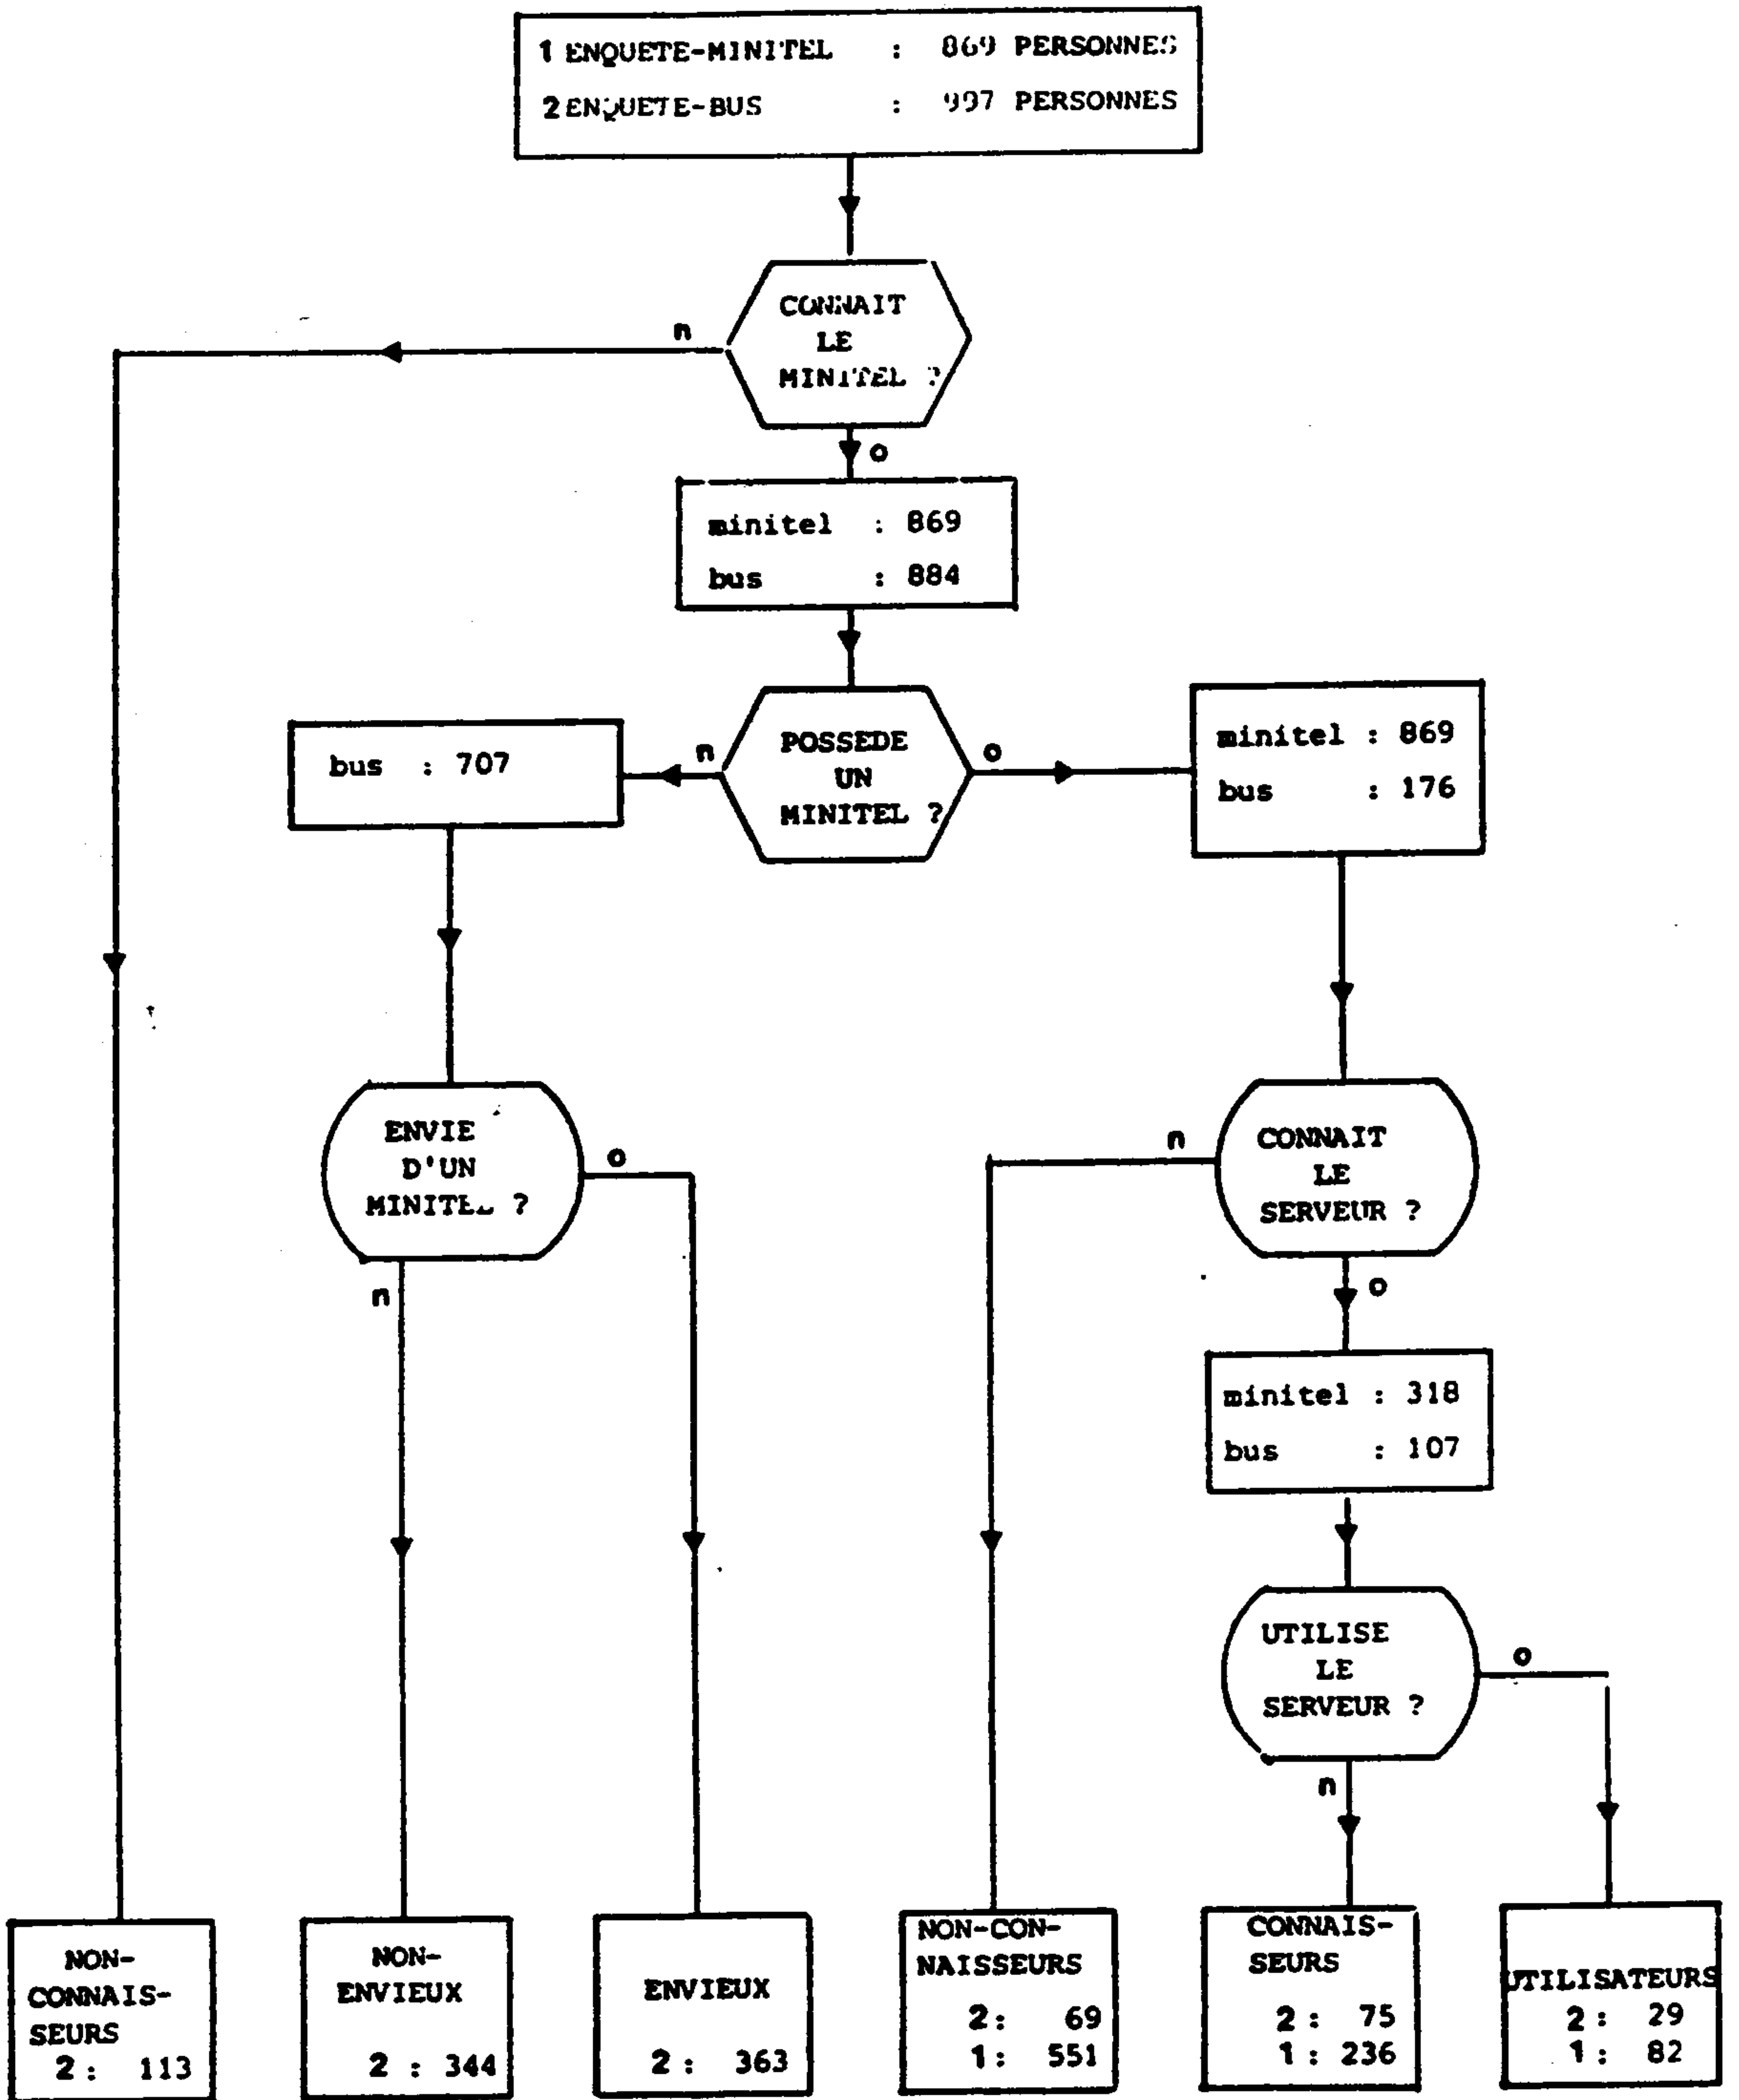 1 ENQUETE-MINITEL : 869 PERSONNES
2 ENQUETE-BUS : 997 PERSONNES
CONNAIT
LE
MINITEL ?
n
o
minitel : 869
bus : 884
POSSEDE
UN
MINITEL ?
n
o
bus : 707
minitel : 869
bus : 176
ENVIE
D'UN
MINITEL ?
o
n
CONNAIT
LE
SERVEUR ?
n
o
minitel : 318
bus : 107
UTILISE
LE
SERVEUR ?
o
n
NON-
CONNAIS-
SEURS
2 : 113
NON-
ENVIEUX
2 : 344
ENVIEUX
2 : 363
NON-CON-
NAISSEURS
2 : 69
1 : 551
CONNAIS-
SEURS
2 : 75
1 : 236
UTILISATEURS
2 : 29
1 : 82